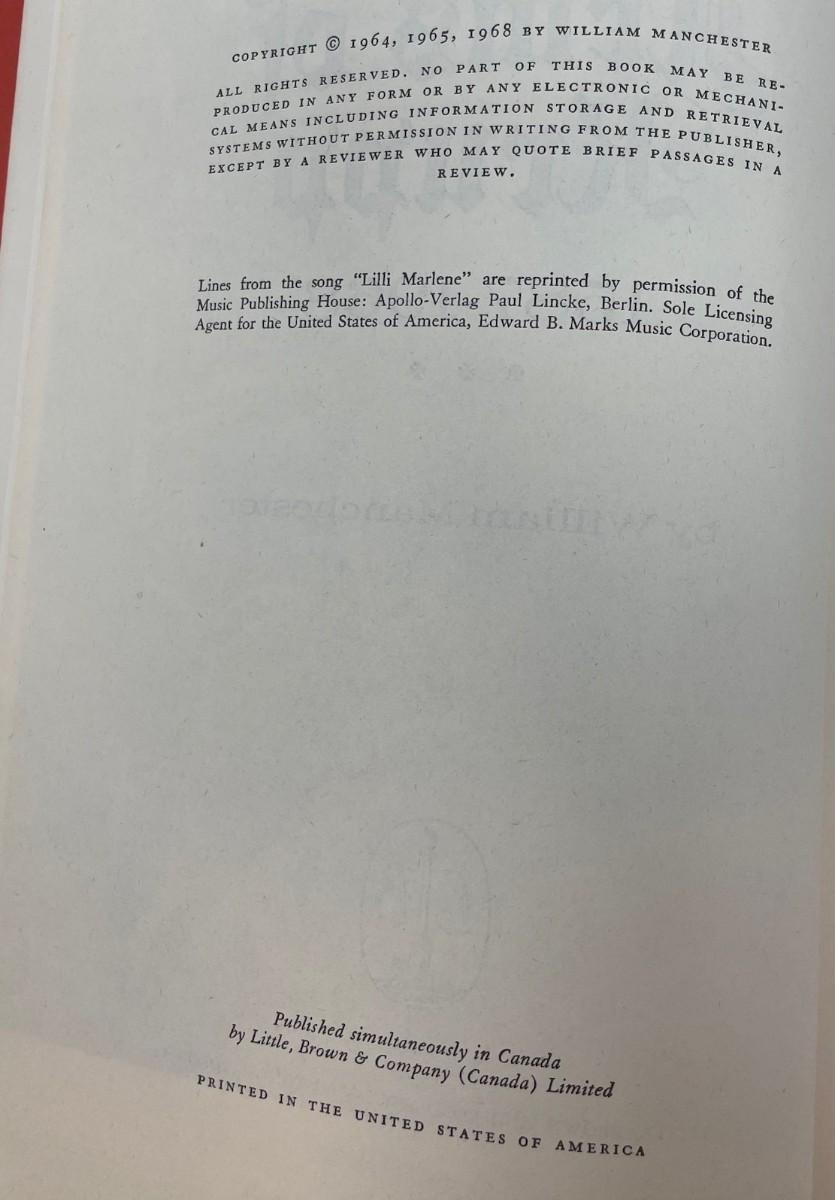 COPYRIGHT © 1964, 1965, 1968 BY WILLIAM MANCHESTER
ALL RIGHTS RESERVED. NO PART OF THIS BOOK MAY BE RE-
PRODUCED IN ANY FORM OR BY ANY ELECTRONIC OR MECHANI-
CAL MEANS INCLUDING INFORMATION STORAGE AND RETRIEVAL
SYSTEMS WITHOUT PERMISSION IN WRITING FROM THE PUBLISHER,
EXCEPT BY A REVIEWER WHO MAY QUOTE BRIEF PASSAGES IN A
REVIEW.
Lines from the song “Lilli Marlene” are reprinted by permission of the
Music Publishing House: Apollo-Verlag Paul Lincke, Berlin. Sole Licensing
Agent for the United States of America, Edward B. Marks Music Corporation.
by William Manchester
Published simultaneously in Canada
by Little, Brown & Company (Canada) Limited
PRINTED IN THE UNITED STATES OF AMERICA